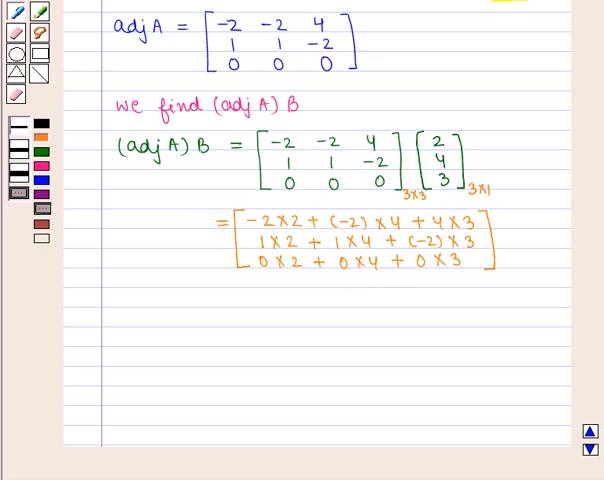 adj A = [ -2 -2 4
1 1 -2
0 0 0 ]
we find (adj A) B
(adj A) B = [ -2 -2 4
1 1 -2
0 0 0 ]3×3 [ 2
4
3 ]3×1
= [ -2×2 + (-2)×4 + 4×3
1×2 + 1×4 + (-2)×3
0×2 + 0×4 + 0×3 ]